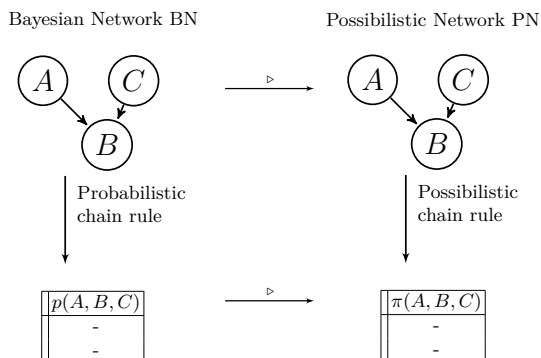 Bayesian Network BN
Possibilistic Network PN
A
C
▷
A
C
B
B
Probabilistic
chain rule
Possibilistic
chain rule
p(A, B, C)
▷
π(A, B, C)
-
-
-
-